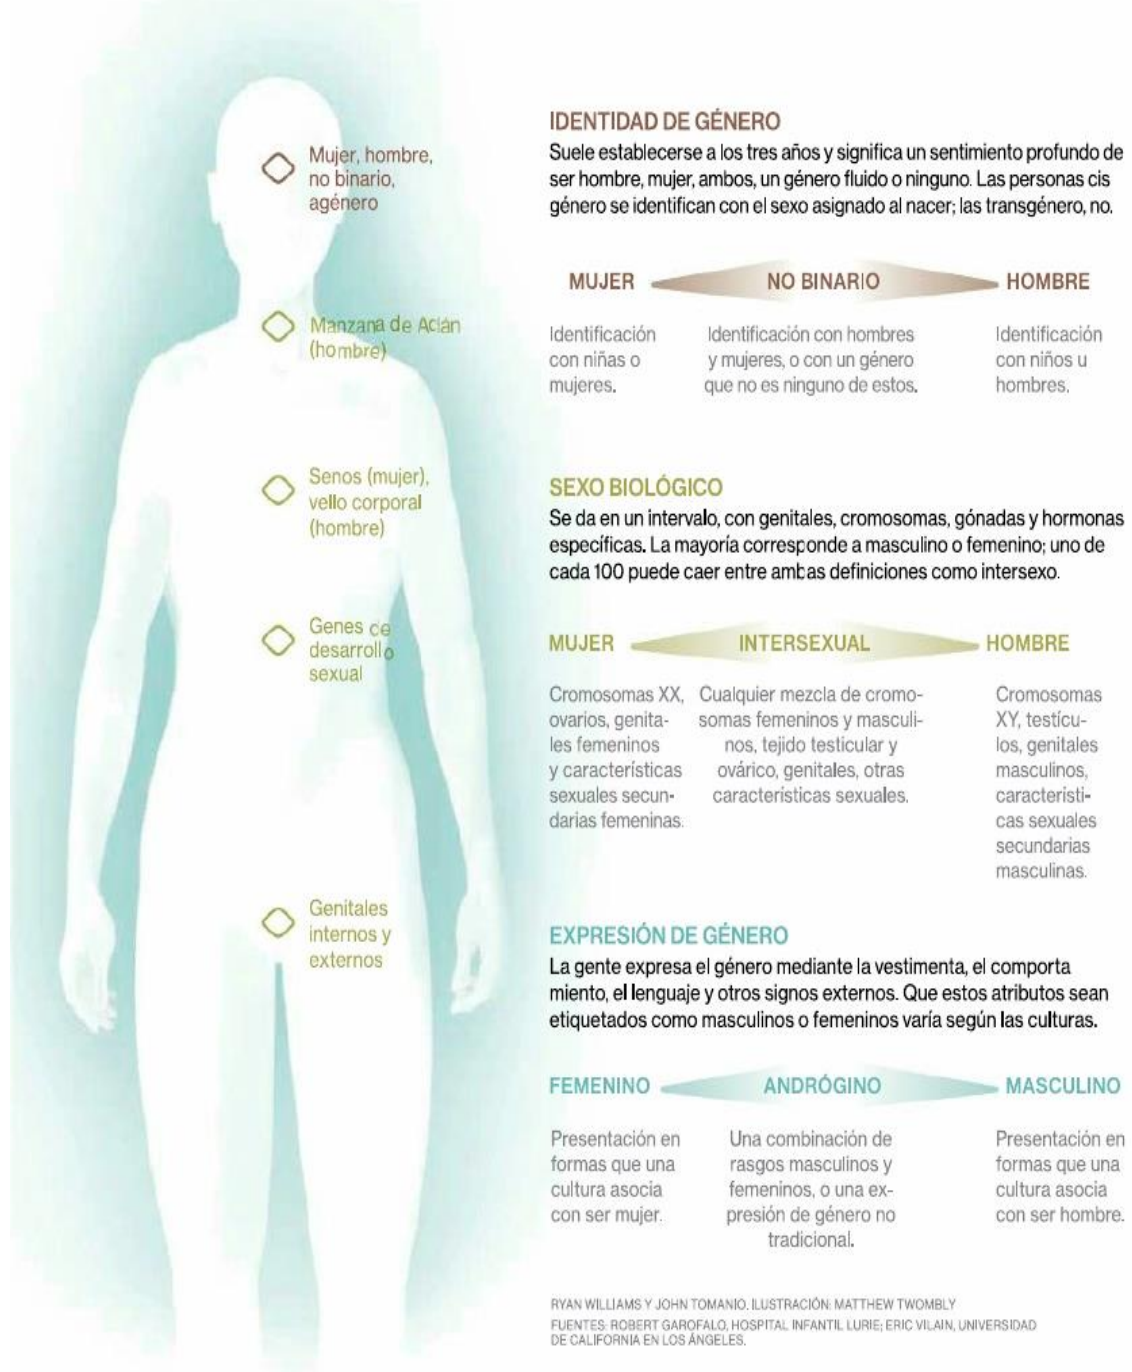 Mujer, hombre,
no binario,
agénero
Manzana de Adán
(hombre)
Senos (mujer),
vello corporal
(hombre)
Genes de
desarrollo
sexual
Genitales
internos y
externos
IDENTIDAD DE GÉNERO
Suele establecerse a los tres años y significa un sentimiento profundo de
ser hombre, mujer, ambos, un género fluido o ninguno. Las personas cis
género se identifican con el sexo asignado al nacer; las transgénero, no.
MUJER
Identificación
con niñas o
mujeres.
NO BINARIO
Identificación con hombres
y mujeres, o con un género
que no es ninguno de estos.
HOMBRE
Identificación
con niños u
hombres.
SEXO BIOLÓGICO
Se da en un intervalo, con genitales, cromosomas, gónadas y hormonas
específicas. La mayoría corresponde a masculino o femenino; uno de
cada 100 puede caer entre ambas definiciones como intersexo.
MUJER
Cromosomas XX,
ovarios, genita-
les femeninos
y características
sexuales secun-
darias femeninas.
INTERSEXUAL
Cualquier mezcla de cromo-
somas femeninos y masculi-
nos, tejido testicular y
ovárico, genitales, otras
características sexuales.
HOMBRE
Cromosomas
XY, testícu-
los, genitales
masculinos,
característi-
cas sexuales
secundarias
masculinas.
EXPRESIÓN DE GÉNERO
La gente expresa el género mediante la vestimenta, el comporta
miento, el lenguaje y otros signos externos. Que estos atributos sean
etiquetados como masculinos o femeninos varía según las culturas.
FEMENINO
Presentación en
formas que una
cultura asocia
con ser mujer.
ANDRÓGINO
Una combinación de
rasgos masculinos y
femeninos, o una ex-
presión de género no
tradicional.
MASCULINO
Presentación en
formas que una
cultura asocia
con ser hombre.
RYAN WILLIAMS Y JOHN TOMANIO. ILUSTRACIÓN: MATTHEW TWOMBLY
FUENTES: ROBERT GAROFALO, HOSPITAL INFANTIL LURIE; ERIC VILAIN, UNIVERSIDAD
DE CALIFORNIA EN LOS ÁNGELES.